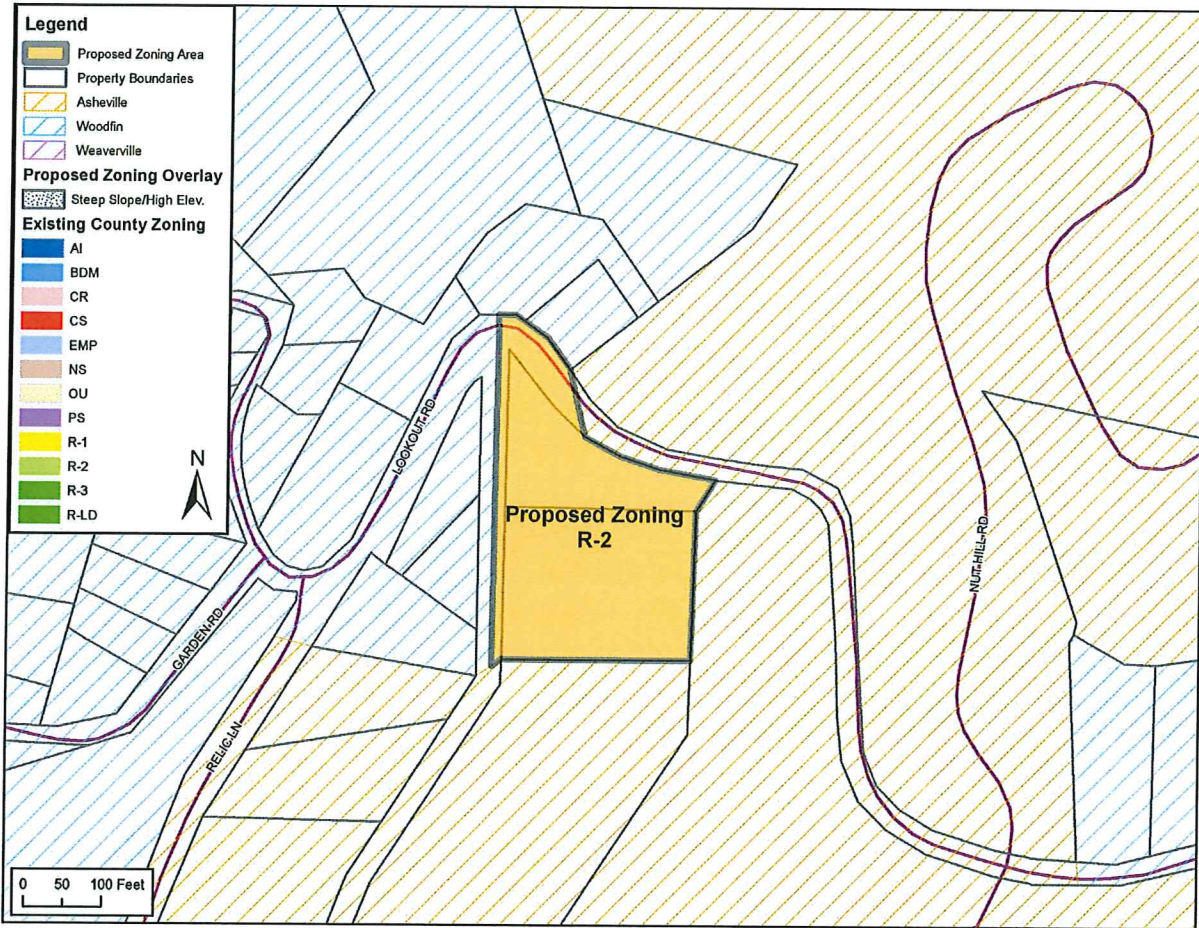 Legend
Proposed Zoning Area
Property Boundaries
Asheville
Woodfin
Weaverville
Proposed Zoning Overlay
Steep Slope/High Elev.
Existing County Zoning
AI
BDM
CR
CS
EMP
NS
OU
PS
R-1
R-2
R-3
R-LD
N
0 50 100 Feet
LOOKOUT RD
GARDEN RD
RELIC LN
Proposed Zoning
R-2
NUT HILL RD